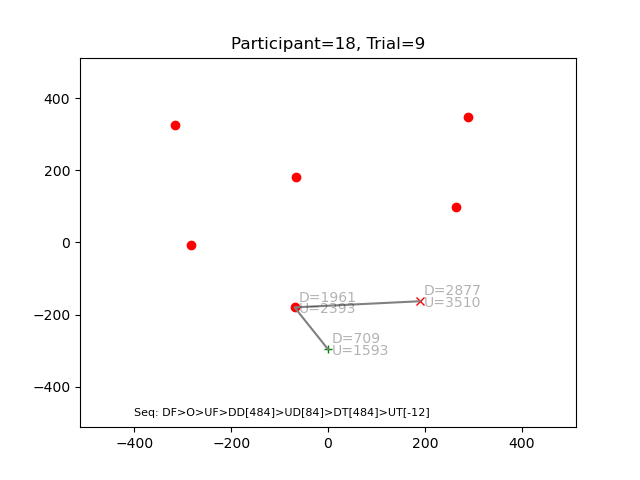 Participant=18, Trial=9
400
200
0
−200
−400
D=1961
U=2393
D=2877
U=3510
D=709
U=1593
Seq: DF>O>UF>DD[484]>UD[84]>DT[484]>UT[-12]
−400
−200
0
200
400